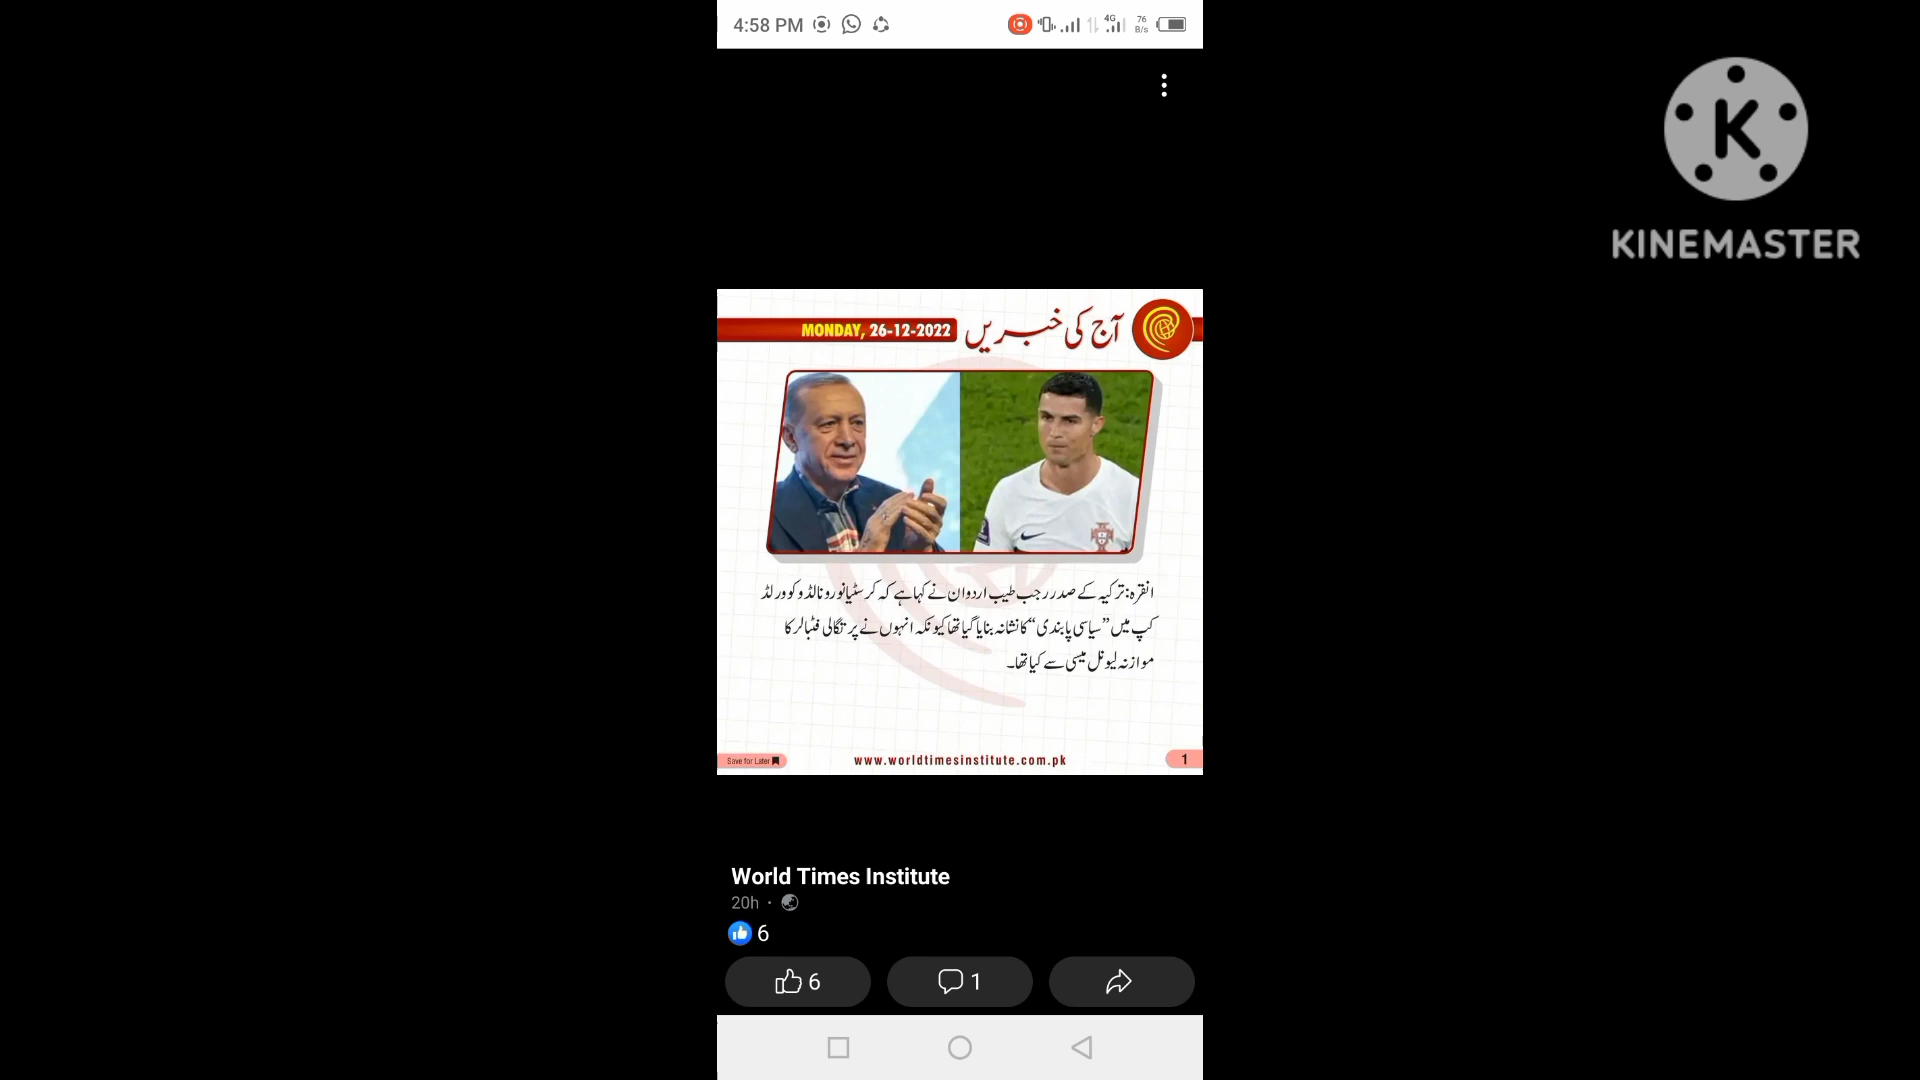 4:58 PM
4G
76
B/s
K
KINEMASTER
MONDAY, 26-12-2022
آج کی خبریں
انقرہ: ترکیہ کے صدر رجب طیب اردوان نے کہا ہے کہ کرسٹیانو رونالڈو کو ورلڈ
کپ میں ”سیاسی پابندی“ کا نشانہ بنایا گیا تھا کیونکہ انہوں نے پرتگالی فٹبالر کا
موازنہ لیونل میسی سے کیا تھا۔
Save for Later
www.worldtimesinstitute.com.pk
1
World Times Institute
20h ·
6
6
1